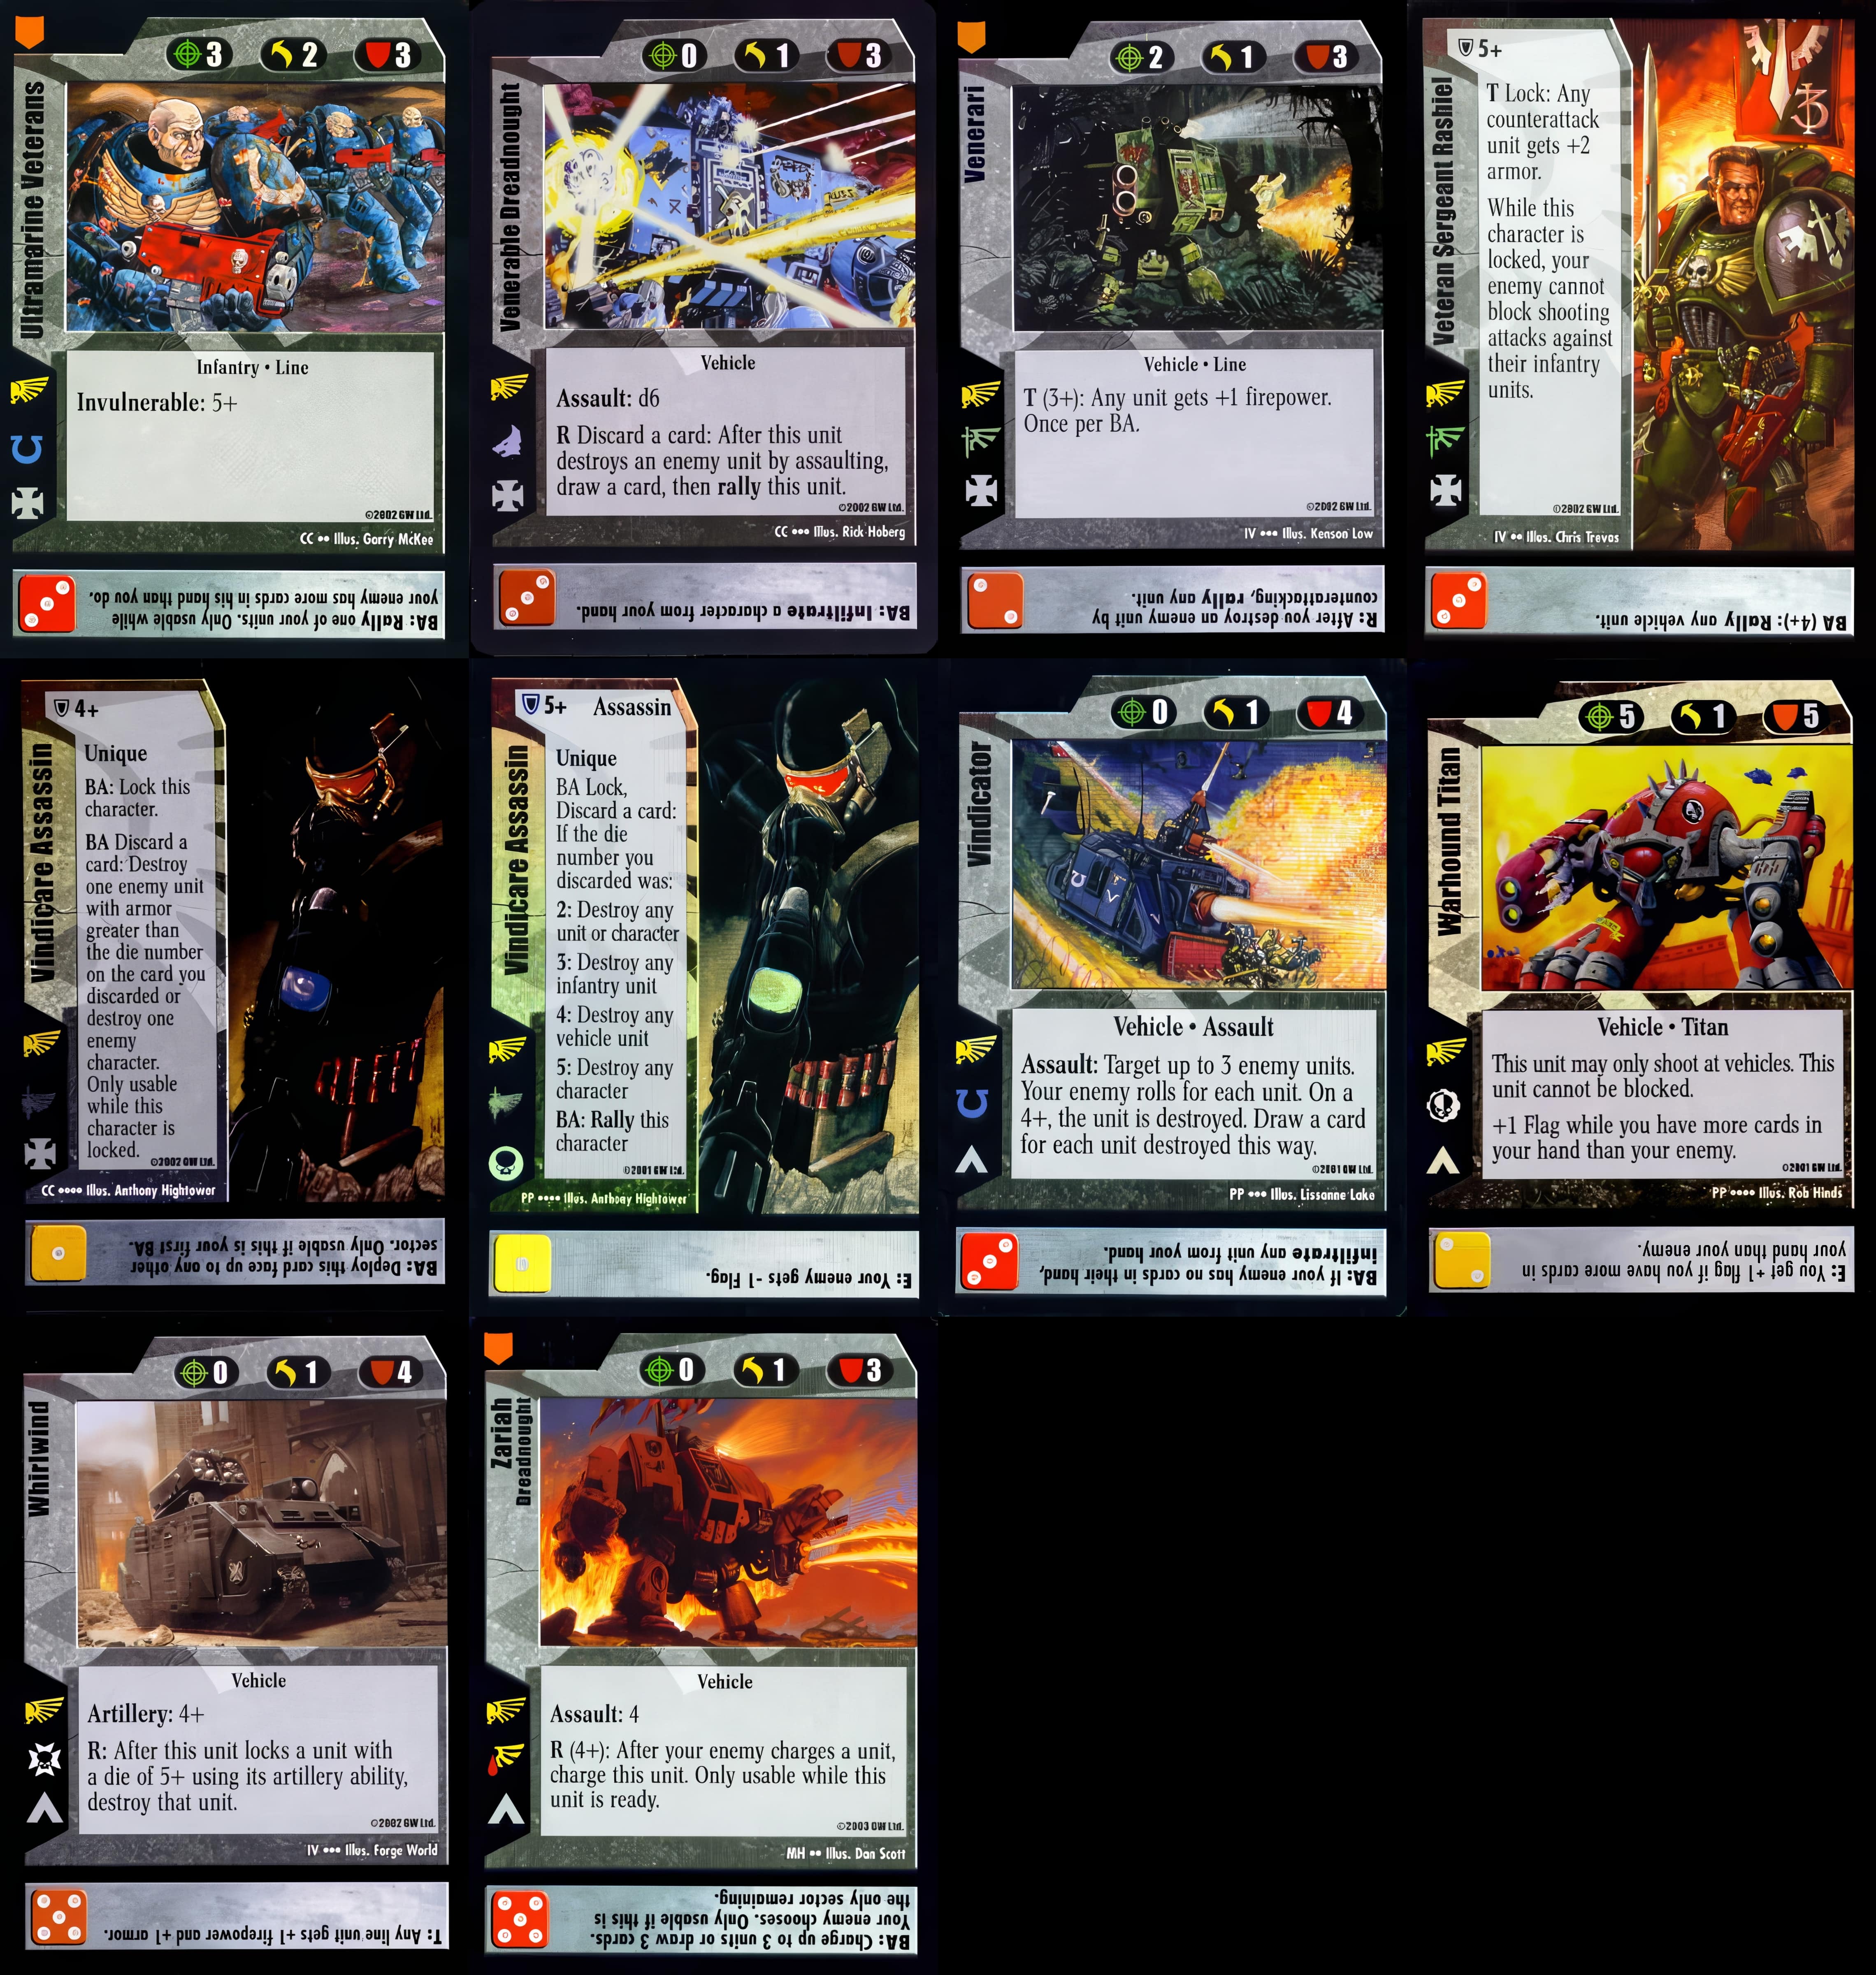 3 2 3
Ultramarine Veterans
Infantry • Line
Invulnerable: 5+
©2002 GW Ltd.
CC •• Illus. Garry McKee
BA: Rally one of your units. Only usable while
your enemy has more cards in his hand than you do.
0 1 3
Venerable Dreadnought
Vehicle
Assault: d6
R Discard a card: After this unit
destroys an enemy unit by assaulting,
draw a card, then rally this unit.
©2002 GW Ltd.
CC ••• Illus. Rick Hoberg
BA: Infiltrate a character from your hand.
2 1 3
Venerari
Vehicle • Line
T (3+): Any unit gets +1 firepower.
Once per BA.
©2002 GW Ltd.
IV ••• Illus. Kenson Low
R: After you destroy an enemy unit by
counterattacking, rally any unit.
5+
Veteran Sergeant Rashiel
T Lock: Any
counterattack
unit gets +2
armor.
While this
character is
locked, your
enemy cannot
block shooting
attacks against
their infantry
units.
©2002 GW Ltd.
IV •• Illus. Chris Trevas
BA (4+): Rally any vehicle unit.
4+
Vindicare Assassin
Unique
BA: Lock this
character.
BA Discard a
card: Destroy
one enemy unit
with armor
greater than
the die number
on the card you
discarded or
destroy one
enemy
character.
Only usable
while this
character is
locked.
©2002 GW Ltd.
CC •••• Illus. Anthony Hightower
BA: Deploy this card face up to any other
sector. Only usable if this is your first BA.
5+ Assassin
Vindicare Assassin
Unique
BA Lock,
Discard a card:
If the die
number you
discarded was:
2: Destroy any
unit or character
3: Destroy any
infantry unit
4: Destroy any
vehicle unit
5: Destroy any
character
BA: Rally this
character
©2001 GW Ltd.
PP •••• Illus. Anthony Hightower
E: Your enemy gets -1 Flag.
0 1 4
Vindicator
Vehicle • Assault
Assault: Target up to 3 enemy units.
Your enemy rolls for each unit. On a
4+, the unit is destroyed. Draw a card
for each unit destroyed this way.
©2001 GW Ltd.
PP ••• Illus. Lissanne Lake
BA: If your enemy has no cards in their hand,
infiltrate any unit from your hand.
5 1 5
Warhound Titan
Vehicle • Titan
This unit may only shoot at vehicles. This
unit cannot be blocked.
+1 Flag while you have more cards in
your hand than your enemy.
©2001 GW Ltd.
PP •••• Illus. Rob Hinds
E: You get +1 flag if you have more cards in
your hand than your enemy.
0 1 4
Whirlwind
Vehicle
Artillery: 4+
R: After this unit locks a unit with
a die of 5+ using its artillery ability,
destroy that unit.
©2002 GW Ltd.
IV ••• Illus. Forge World
T: Any line unit gets +1 firepower and +1 armor.
0 1 3
Zariah
Dreadnought
Vehicle
Assault: 4
R (4+): After your enemy charges a unit,
charge this unit. Only usable while this
unit is ready.
©2003 GW Ltd.
MH •• Illus. Dan Scott
BA: Charge up to 3 units or draw 3 cards.
Your enemy chooses. Only usable if this is
the only sector remaining.